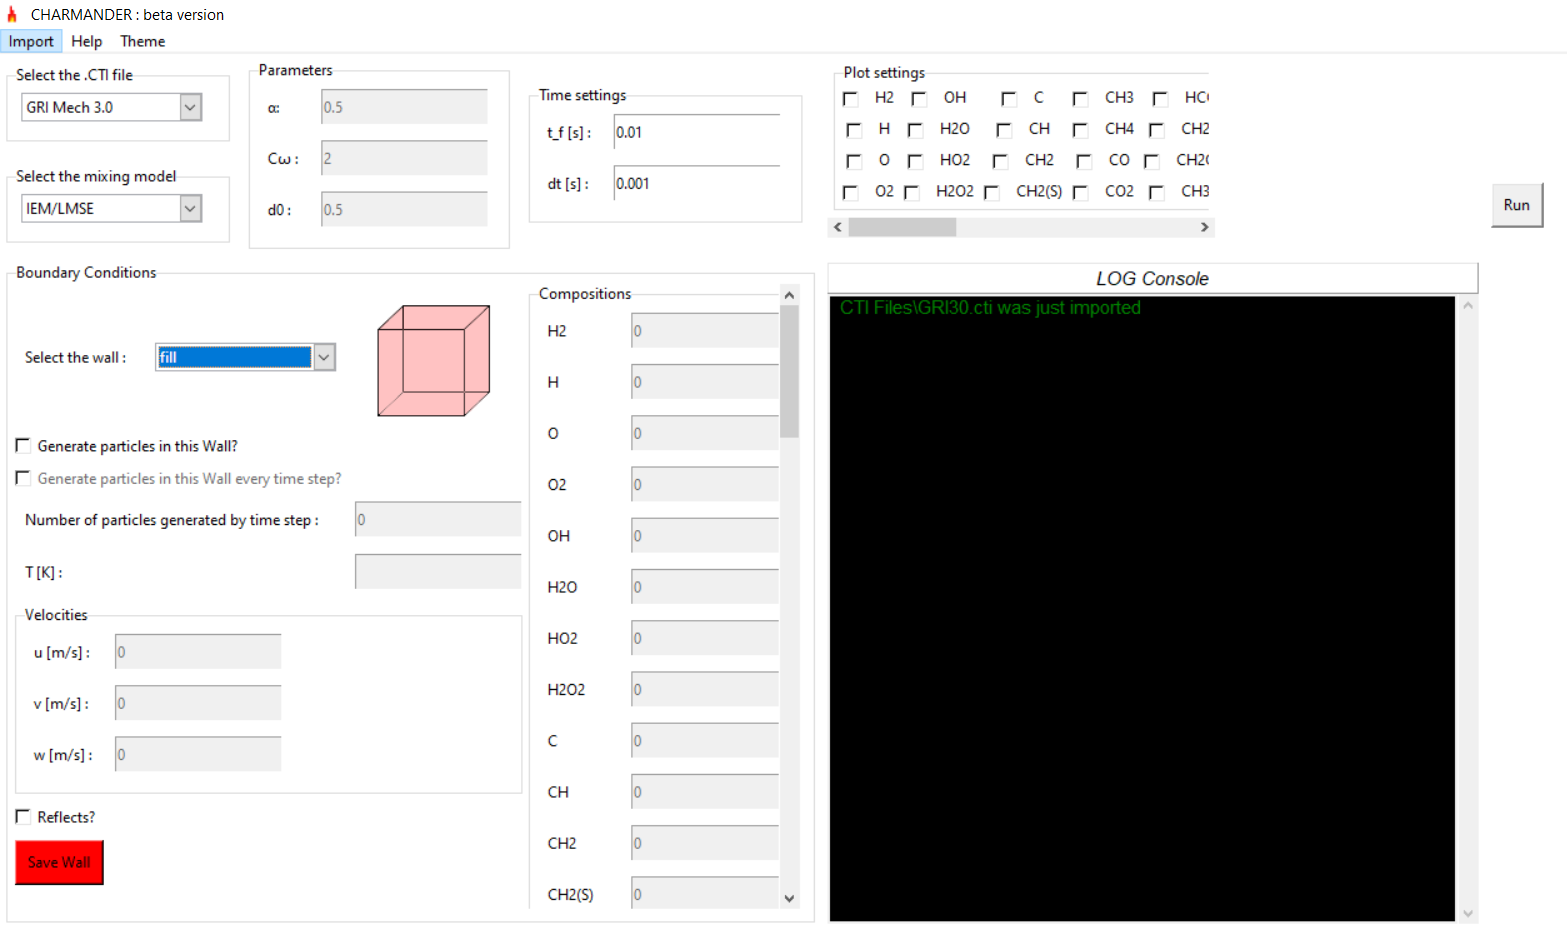 CHARMANDER : beta version
Import Help Theme
Select the .CTI file
GRI Mech 3.0
Select the mixing model
IEM/LMSE
Parameters
α: 0.5
Cω : 2
d0 : 0.5
Time settings
t_f [s] : 0.01
dt [s] : 0.001
Plot settings
H2 OH C CH3
H H2O CH CH4 CH2
O HO2 CH2 CO
O2 H2O2 CH2(S) CO2 CH3
Run
Boundary Conditions
Select the wall : fill
Generate particles in this Wall?
Generate particles in this Wall every time step?
Number of particles generated by time step : 0
T [K] :
Velocities
u [m/s] : 0
v [m/s] : 0
w [m/s] : 0
Reflects?
Save Wall
Compositions
H2 0
H 0
O 0
O2 0
OH 0
H2O 0
HO2 0
H2O2 0
C 0
CH 0
CH2 0
CH2(S) 0
LOG Console
CTI Files\GRI30.cti was just imported